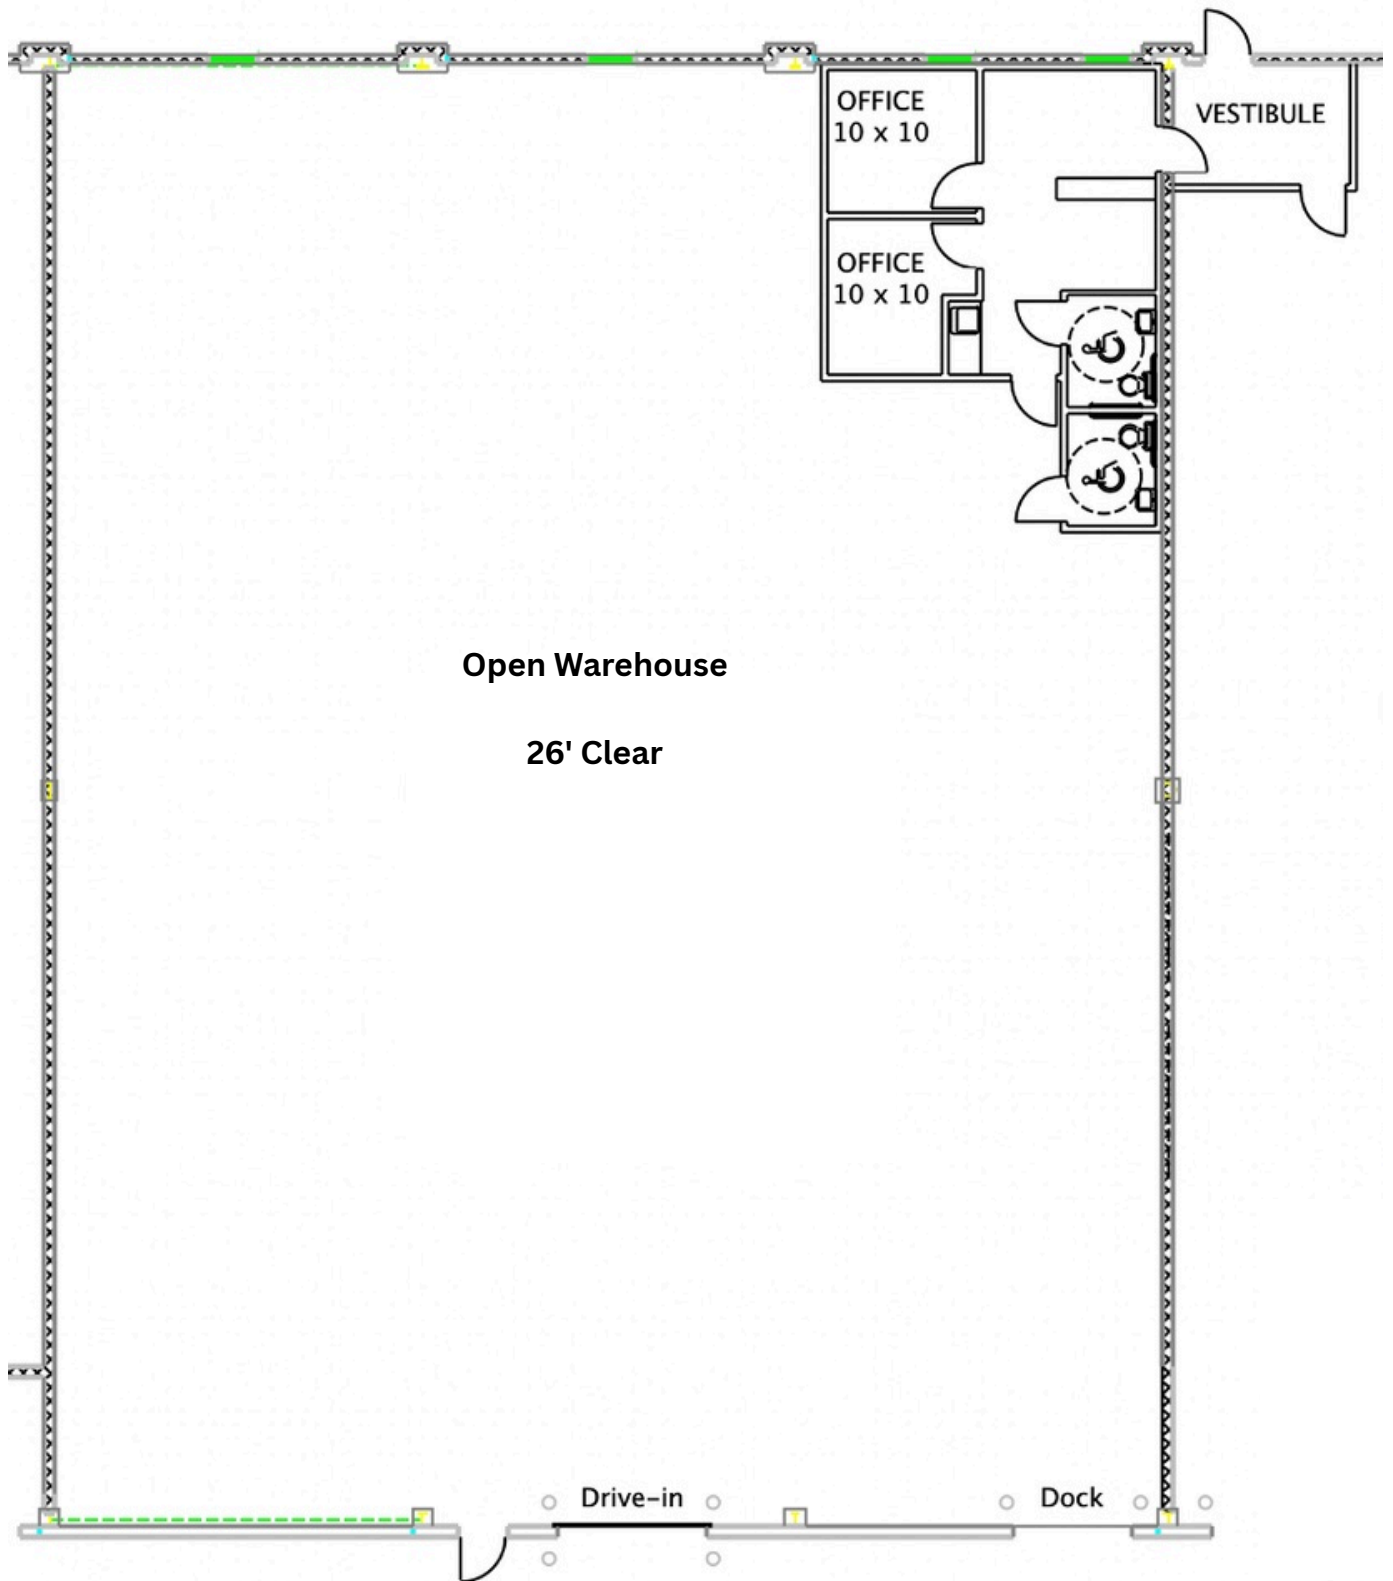 OFFICE
10 x 10
VESTIBULE
OFFICE
10 x 10
Open Warehouse
26' Clear
Drive-in
Dock